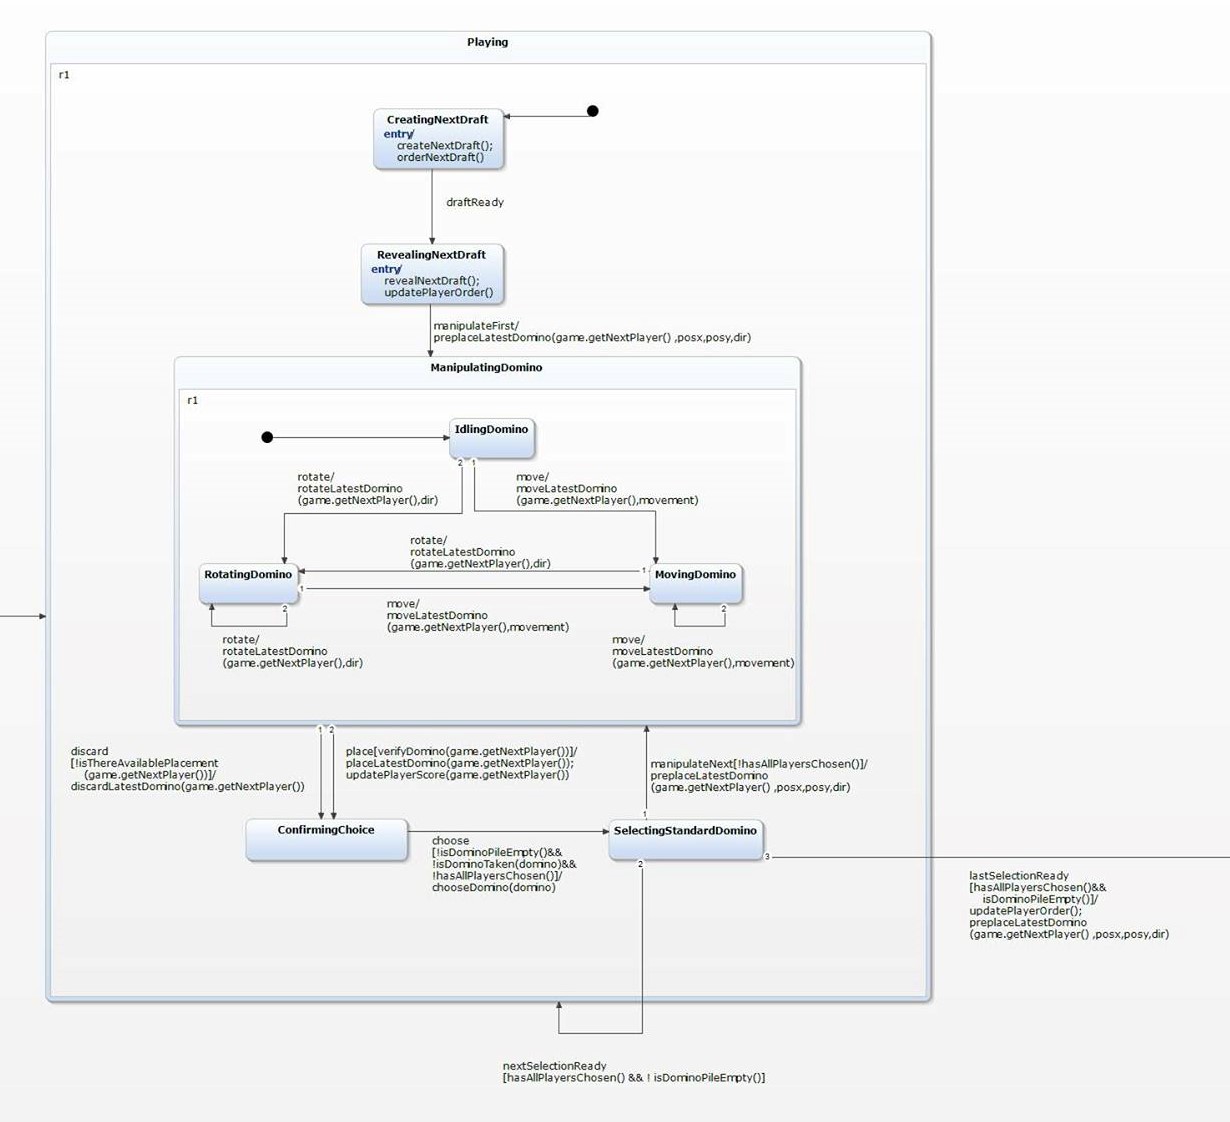 Playing
r1
CreatingNextDraft
entry/
createNextDraft();
orderNextDraft()
draftReady
RevealingNextDraft
entry/
revealNextDraft();
updatePlayerOrder()
manipulateFirst/
preplaceLatestDomino(game.getNextPlayer() ,posx,posy,dir)
ManipulatingDomino
r1
IdlingDomino
2 1
rotate/
rotateLatestDomino
(game.getNextPlayer(),dir)
move/
moveLatestDomino
(game.getNextPlayer(),movement)
rotate/
rotateLatestDomino
(game.getNextPlayer(),dir)
RotatingDomino
1
2
1
MovingDomino
2
move/
moveLatestDomino
(game.getNextPlayer(),movement)
rotate/
rotateLatestDomino
(game.getNextPlayer(),dir)
move/
moveLatestDomino
(game.getNextPlayer(),movement)
1 2
discard
[!isThereAvailablePlacement
(game.getNextPlayer())]/
discardLatestDomino(game.getNextPlayer())
place[verifyDomino(game.getNextPlayer())]/
placeLatestDomino(game.getNextPlayer());
updatePlayerScore(game.getNextPlayer())
manipulateNext[!hasAllPlayersChosen()]/
preplaceLatestDomino
(game.getNextPlayer() ,posx,posy,dir)
1
ConfirmingChoice
SelectingStandardDomino
3
2
choose
[!isDominoPileEmpty()&&
!isDominoTaken(domino)&&
!hasAllPlayersChosen()]/
chooseDomino(domino)
lastSelectionReady
[hasAllPlayersChosen()&&
isDominoPileEmpty()]/
updatePlayerOrder();
preplaceLatestDomino
(game.getNextPlayer() ,posx,posy,dir)
nextSelectionReady
[hasAllPlayersChosen() && ! isDominoPileEmpty()]